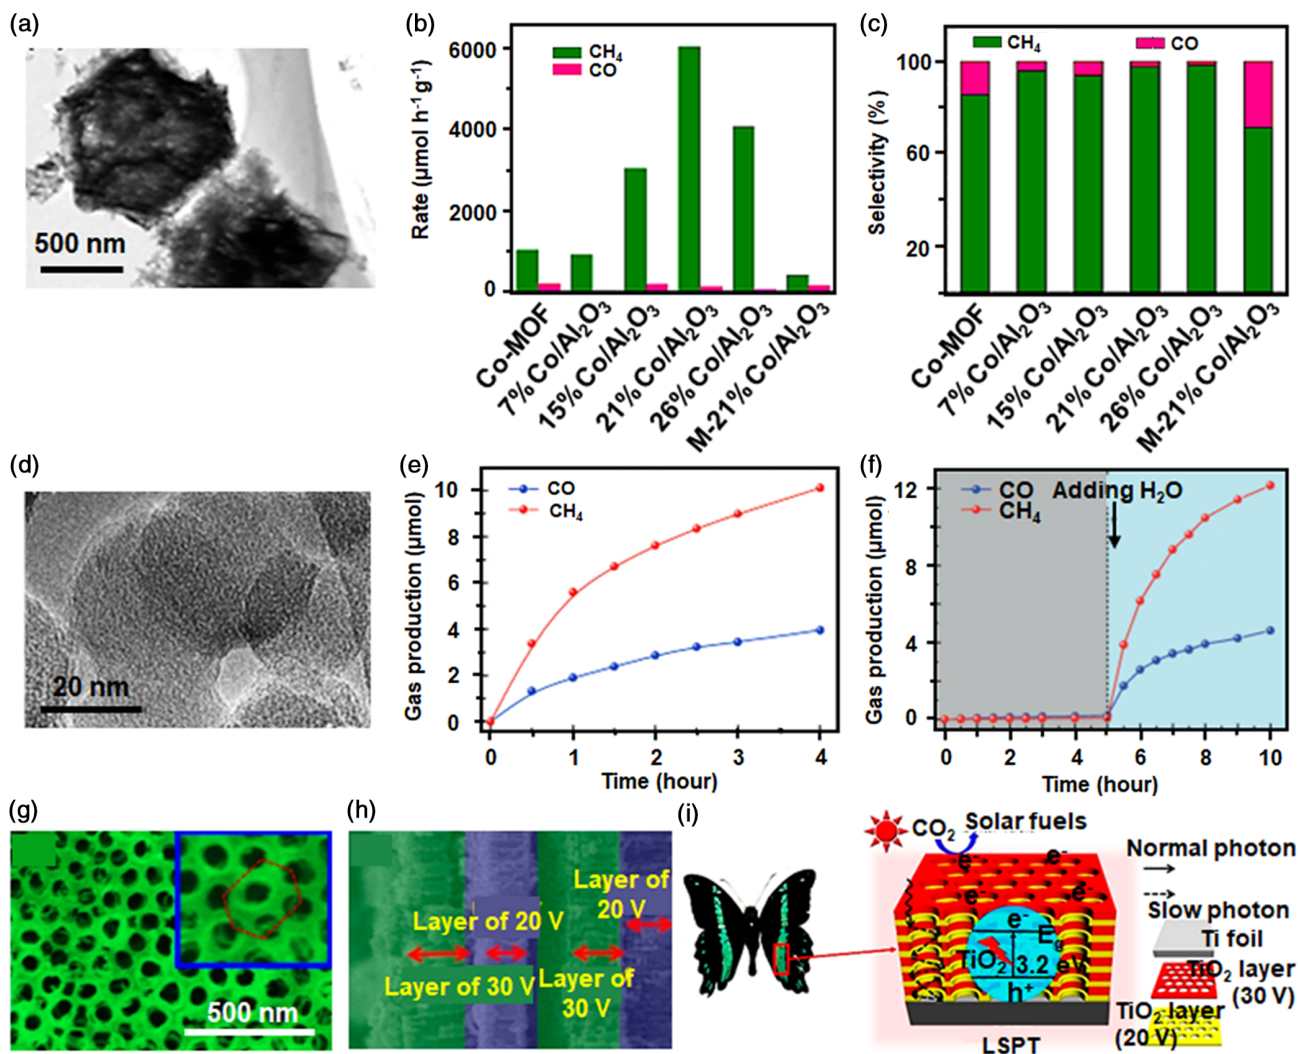 (a)
500 nm
(b)
Rate (μmol h⁻¹ g⁻¹)
6000
4000
2000
0
CH₄
CO
Co-MOF
7% Co/Al₂O₃
15% Co/Al₂O₃
21% Co/Al₂O₃
26% Co/Al₂O₃
M-21% Co/Al₂O₃
(c)
Selectivity (%)
100
60
20
CH₄
CO
Co-MOF
7% Co/Al₂O₃
15% Co/Al₂O₃
21% Co/Al₂O₃
26% Co/Al₂O₃
M-21% Co/Al₂O₃
(d)
20 nm
(e)
Gas production (μmol)
10
8
6
4
2
0
CO
CH₄
0 1 2 3 4
Time (hour)
(f)
Gas production (μmol)
12
8
4
0
CO
CH₄
Adding H₂O
0 2 4 6 8 10
Time (hour)
(g)
500 nm
(h)
Layer of 20 V
Layer of 30 V
Layer of
30 V
Layer of
20 V
(i)
CO₂ Solar fuels
e⁻ e⁻
e⁻ e⁻
e⁻
E_g
TiO₂ 3.2 eV
h⁺
LSPT
Normal photon
Slow photon
Ti foil
TiO₂ layer
(30 V)
TiO₂ layer
(20 V)